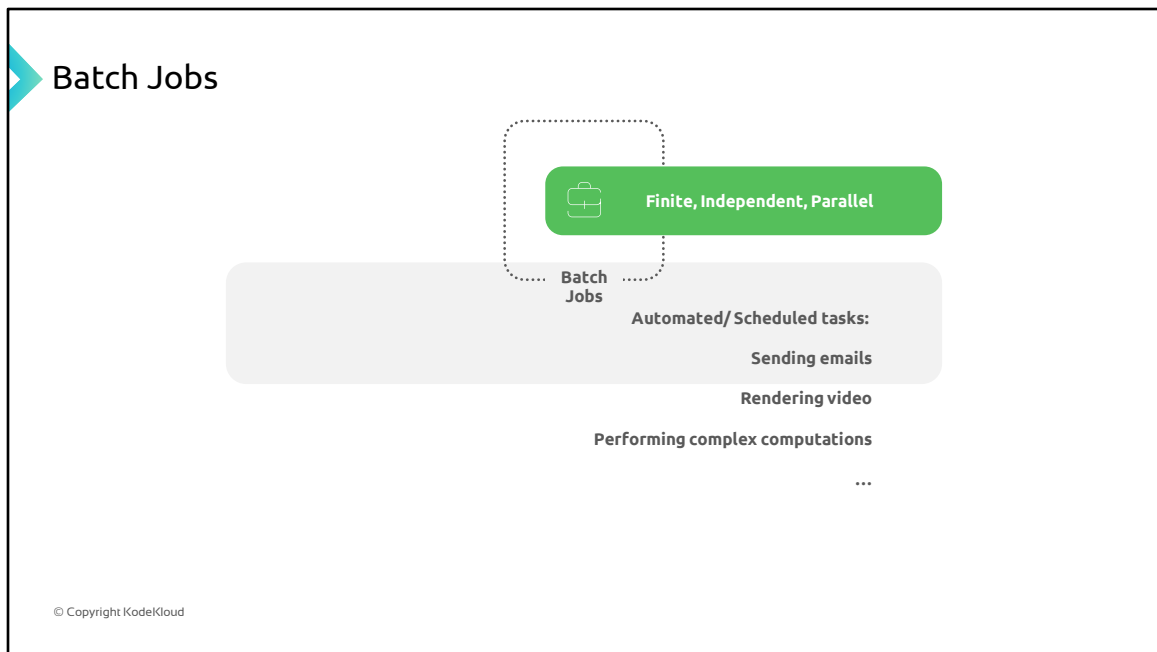 Batch Jobs
Finite, Independent, Parallel
Batch
Jobs
Automated/ Scheduled tasks:
Sending emails
Rendering video
Performing complex computations
...
© Copyright KodeKloud